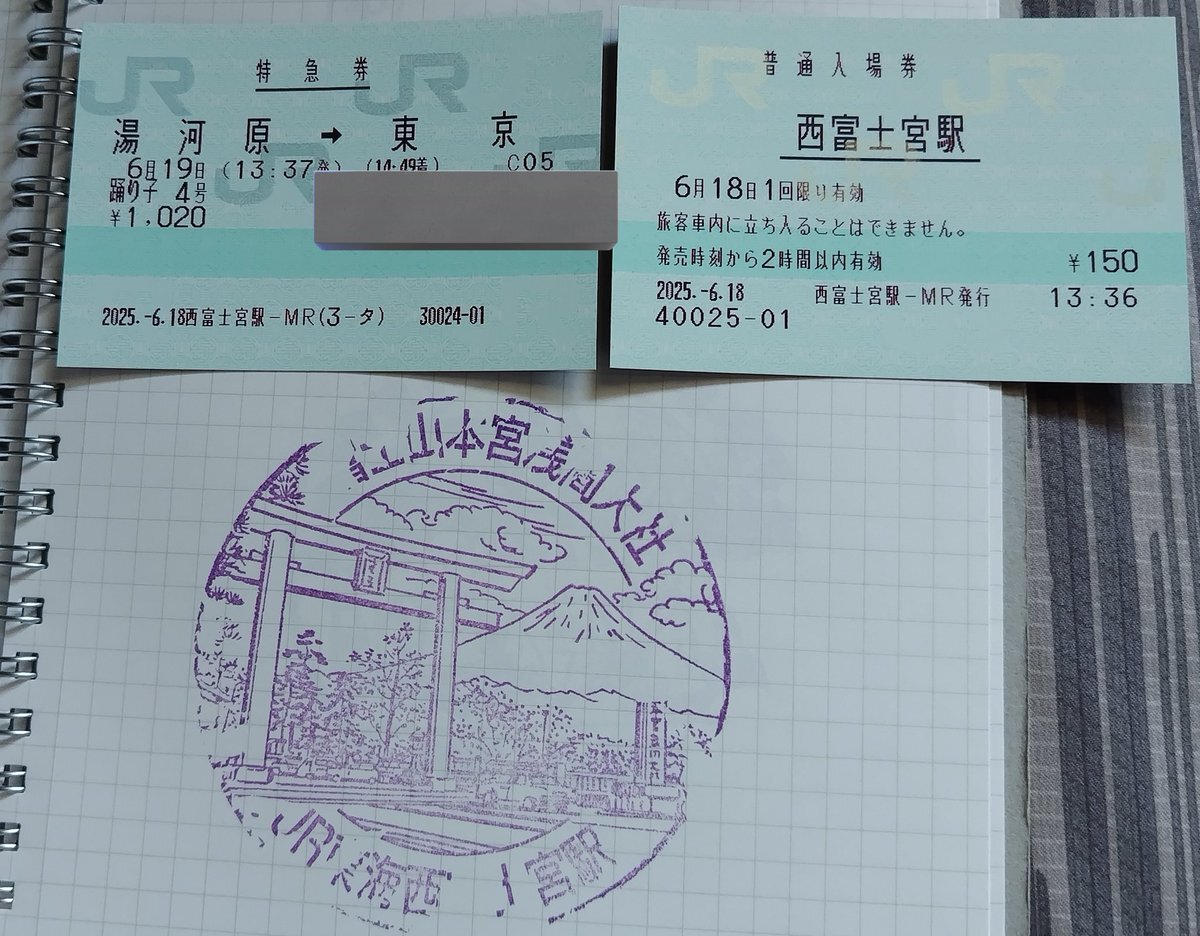 特急券
湯河原 → 東京
6月19日 (13:37発) (14:49着) C05
踊り子 4号
¥1,020
2025.-6.18西富士宮駅-MR(3-タ) 30024-01
普通入場券
西富士宮駅
6月18日1回限り有効
旅客車内に立ち入ることはできません。
発売時刻から2時間以内有効 ¥150
2025.-6.18 西富士宮駅-MR発行 13:36
40025-01
山本宮浅間大社
JR 海西 士宮駅